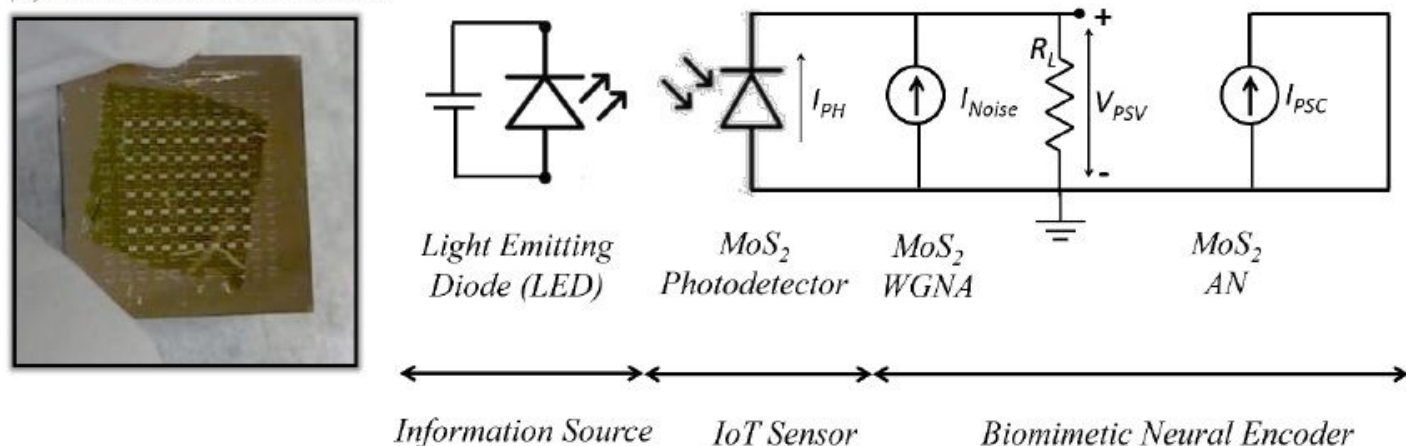 +
R_L
I_PH
I_Noise
V_PSV
I_PSC
-
Light Emitting
Diode (LED)
MoS₂
Photodetector
MoS₂
WGNA
MoS₂
AN
Information Source
IoT Sensor
Biomimetic Neural Encoder